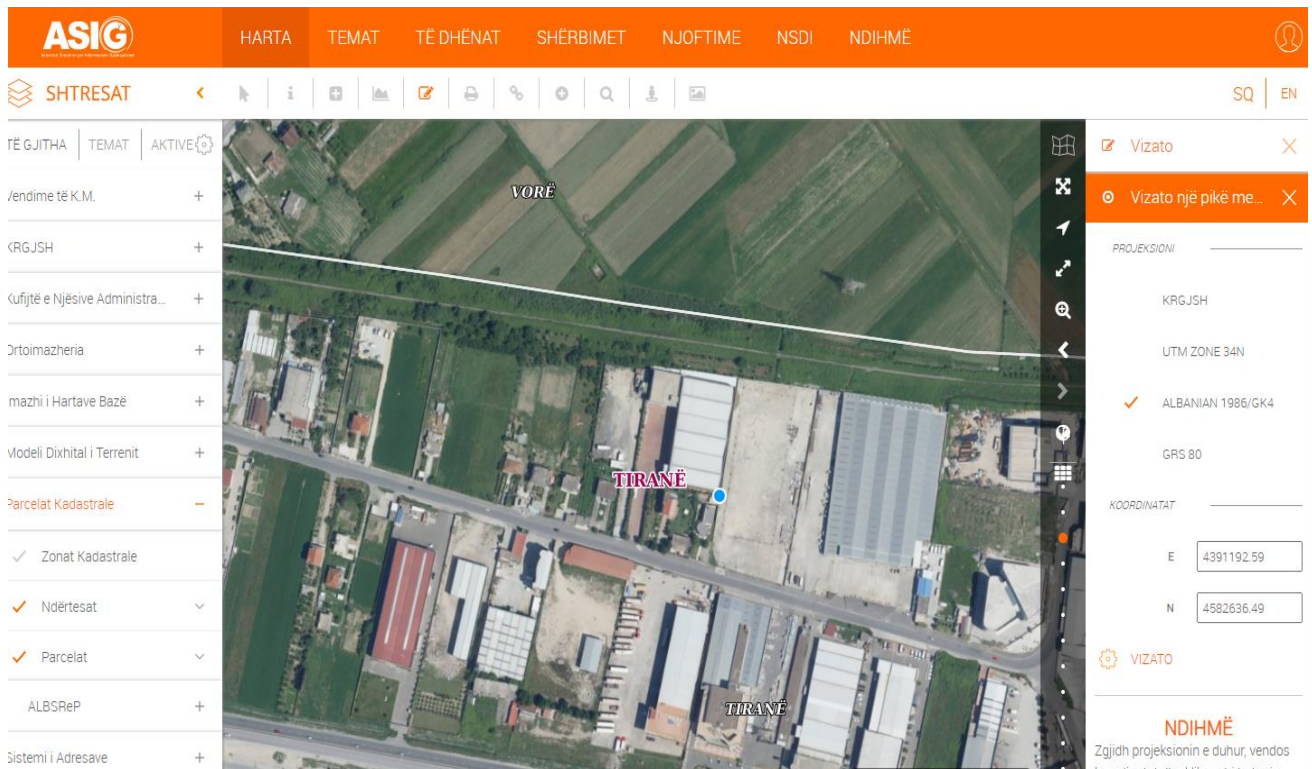 ASIG
HARTA TEMAT TË DHËNAT SHËRBIMET NJOFTIME NSDI NDIHMË
SHTRESAT
SQ EN
TË GJITHA TEMAT AKTIVE
Vendime të K.M.
KRGJSH
Kufijtë e Njësive Administra...
Ortoimazheria
Imazhi i Hartave Bazë
Modeli Dixhital i Terrenit
Parcelat Kadastrale
Zonat Kadastrale
Ndërtesat
Parcelat
ALBSReP
Sistemi i Adresave
VORË
TIRANË
TIRANË
Vizato
Vizato një pikë me...
PROJEKSIONI
KRGJSH
UTM ZONE 34N
ALBANIAN 1986/GK4
GRS 80
KOORDINATAT
E 4391192.59
N 4582636.49
VIZATO
NDIHMË
Zgjidh projeksionin e duhur, vendos